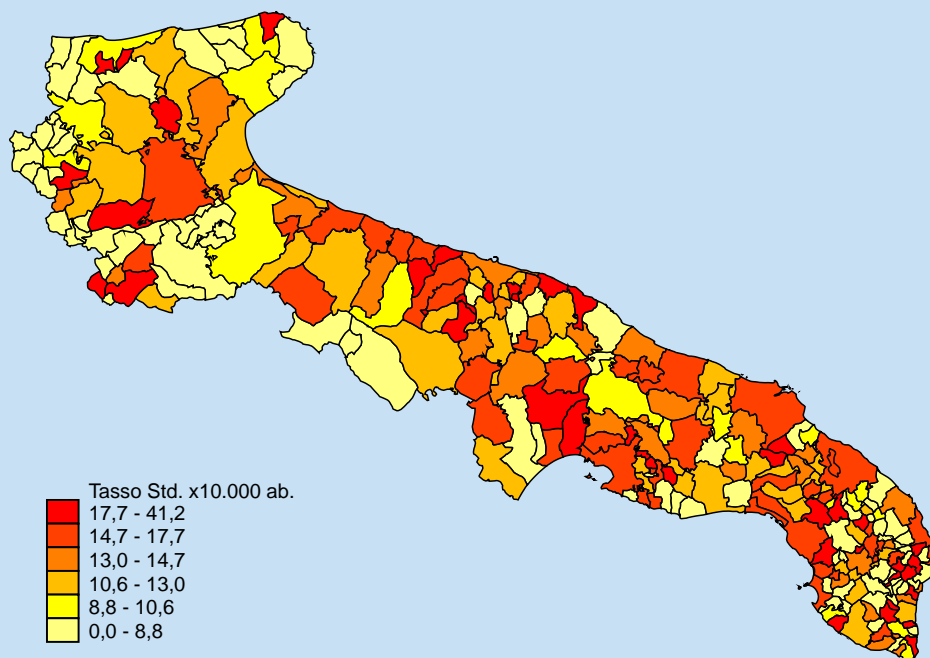 Tasso Std. x10.000 ab.
17,7 - 41,2
14,7 - 17,7
13,0 - 14,7
10,6 - 13,0
8,8 - 10,6
0,0 - 8,8